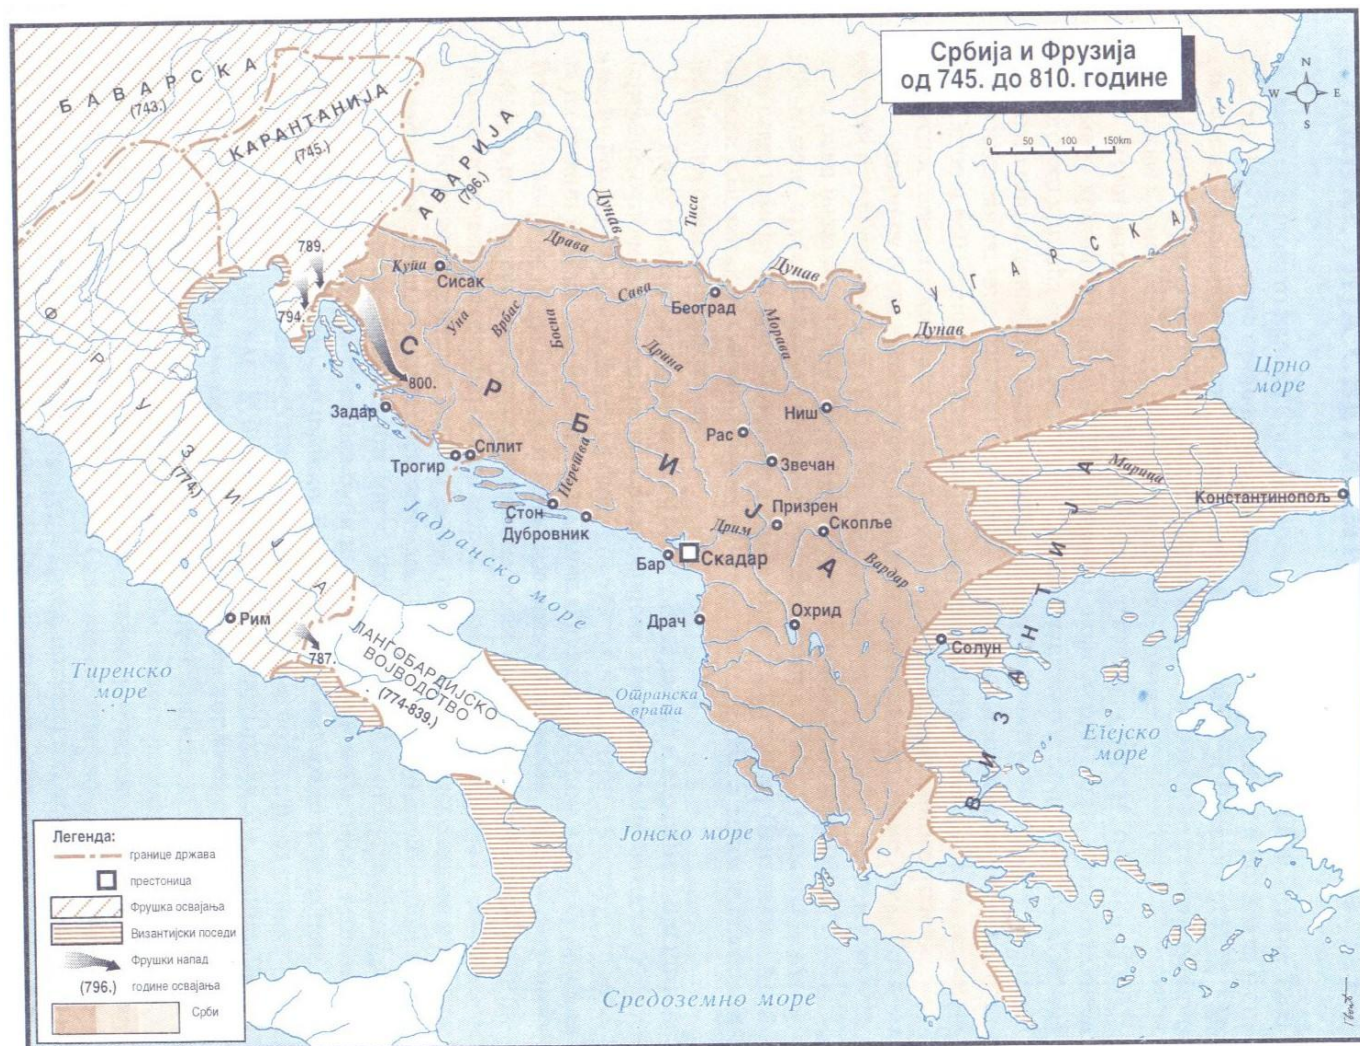 Србија и Фрузија
од 745. до 810. године
N
W
E
S
0 50 100 150km
БАВАРСКА
(743.)
КАРАНТАНИЈА
(745.)
АВАРИЈА
(796.)
Дунав
Тиса
Драва
Дунав
БУГАРСКА
Дунав
789.
794.
800.
Купа
Сисак
Уна
Врбас
Босна
Сава
Дрина
Београд
Морава
ФРУЗИЈА
(774.)
СРБИЈА
Црно
море
Задар
Трогир
Сплит
Ниш
Рас
Звечан
Неретва
Стон
Дубровник
Призрен
Скопље
Дрим
Вардар
Марица
Константинопољ
Јадранско море
Бар
Скадар
Драч
Охрид
Солун
ВИЗАНТИЈА
Рим
787.
ЛАНГОБАРДИЈСКО
ВОЈВОДСТВО
(774-839.)
Тиренско
море
Отранска
врата
Егејско
море
Јонско море
Средоземно море
Легенда:
границе држава
престоница
Фрушка освајања
Византијски поседи
Фрушки напад
(796.) године освајања
Срби